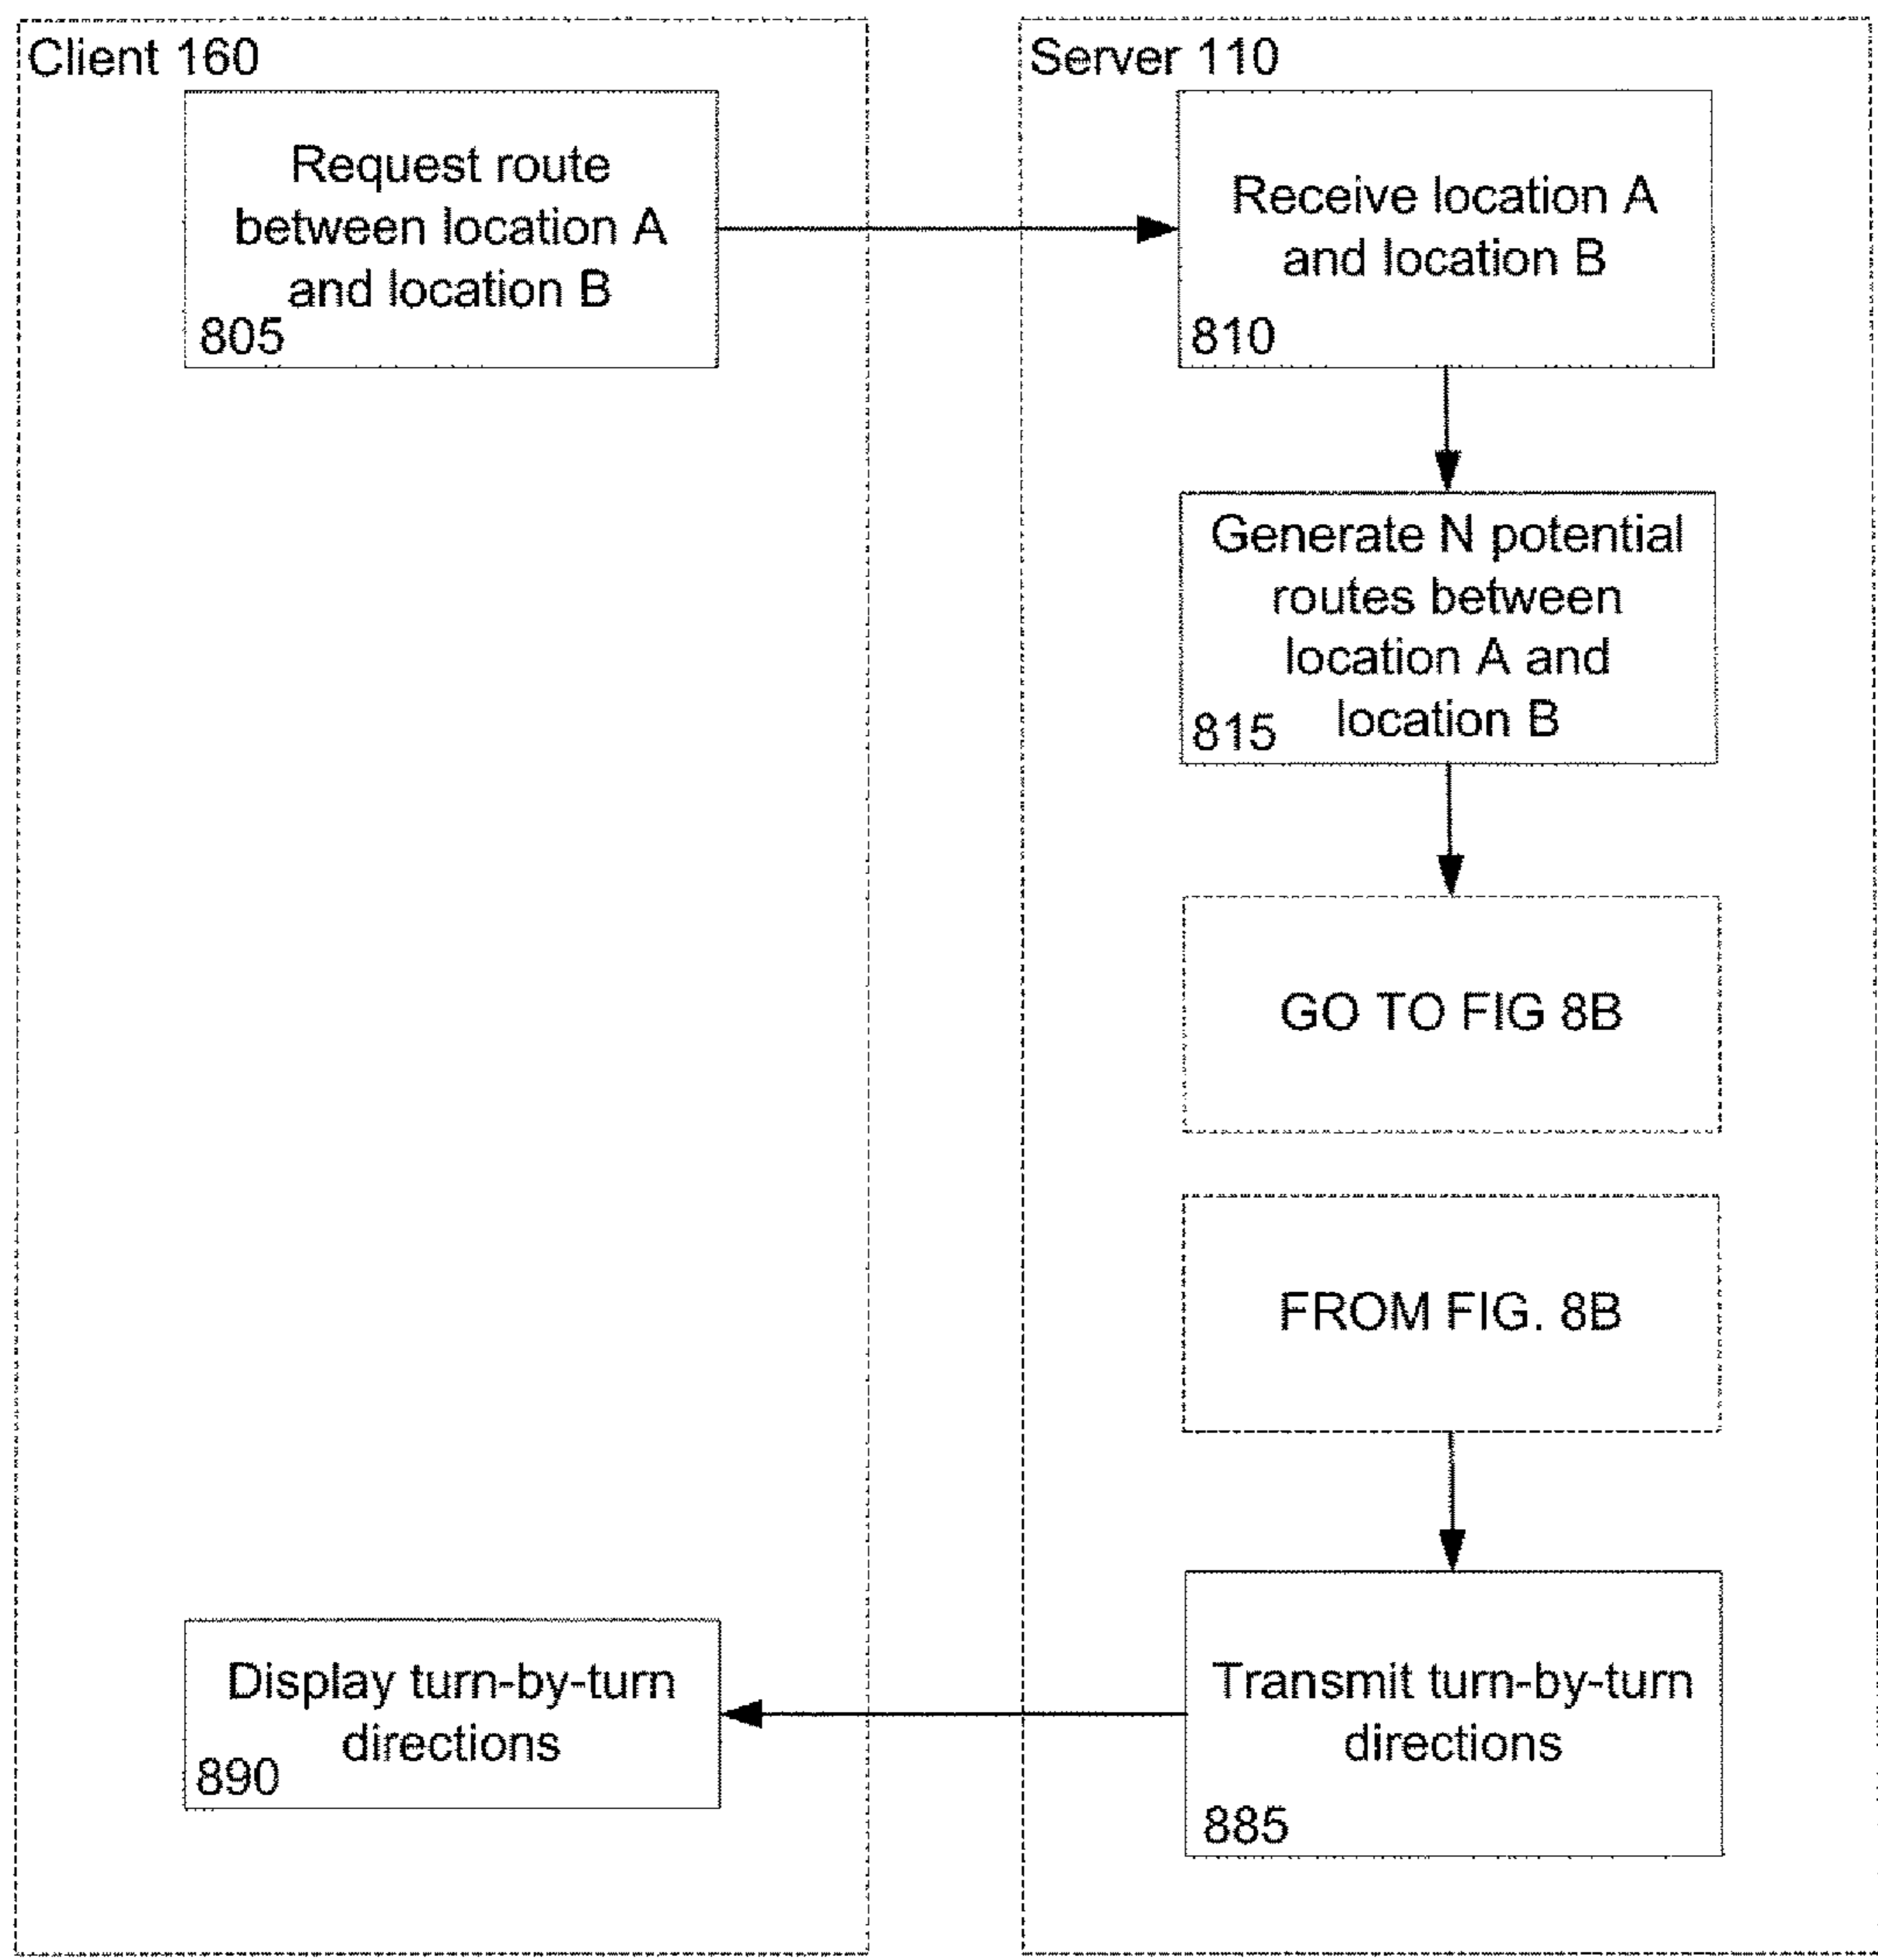 Client 160
Request route
between location A
and location B
805
Server 110
Receive location A
and location B
810
Generate N potential
routes between
location A and
location B
815
GO TO FIG 8B
FROM FIG. 8B
Transmit turn-by-turn
directions
885
Display turn-by-turn
directions
890